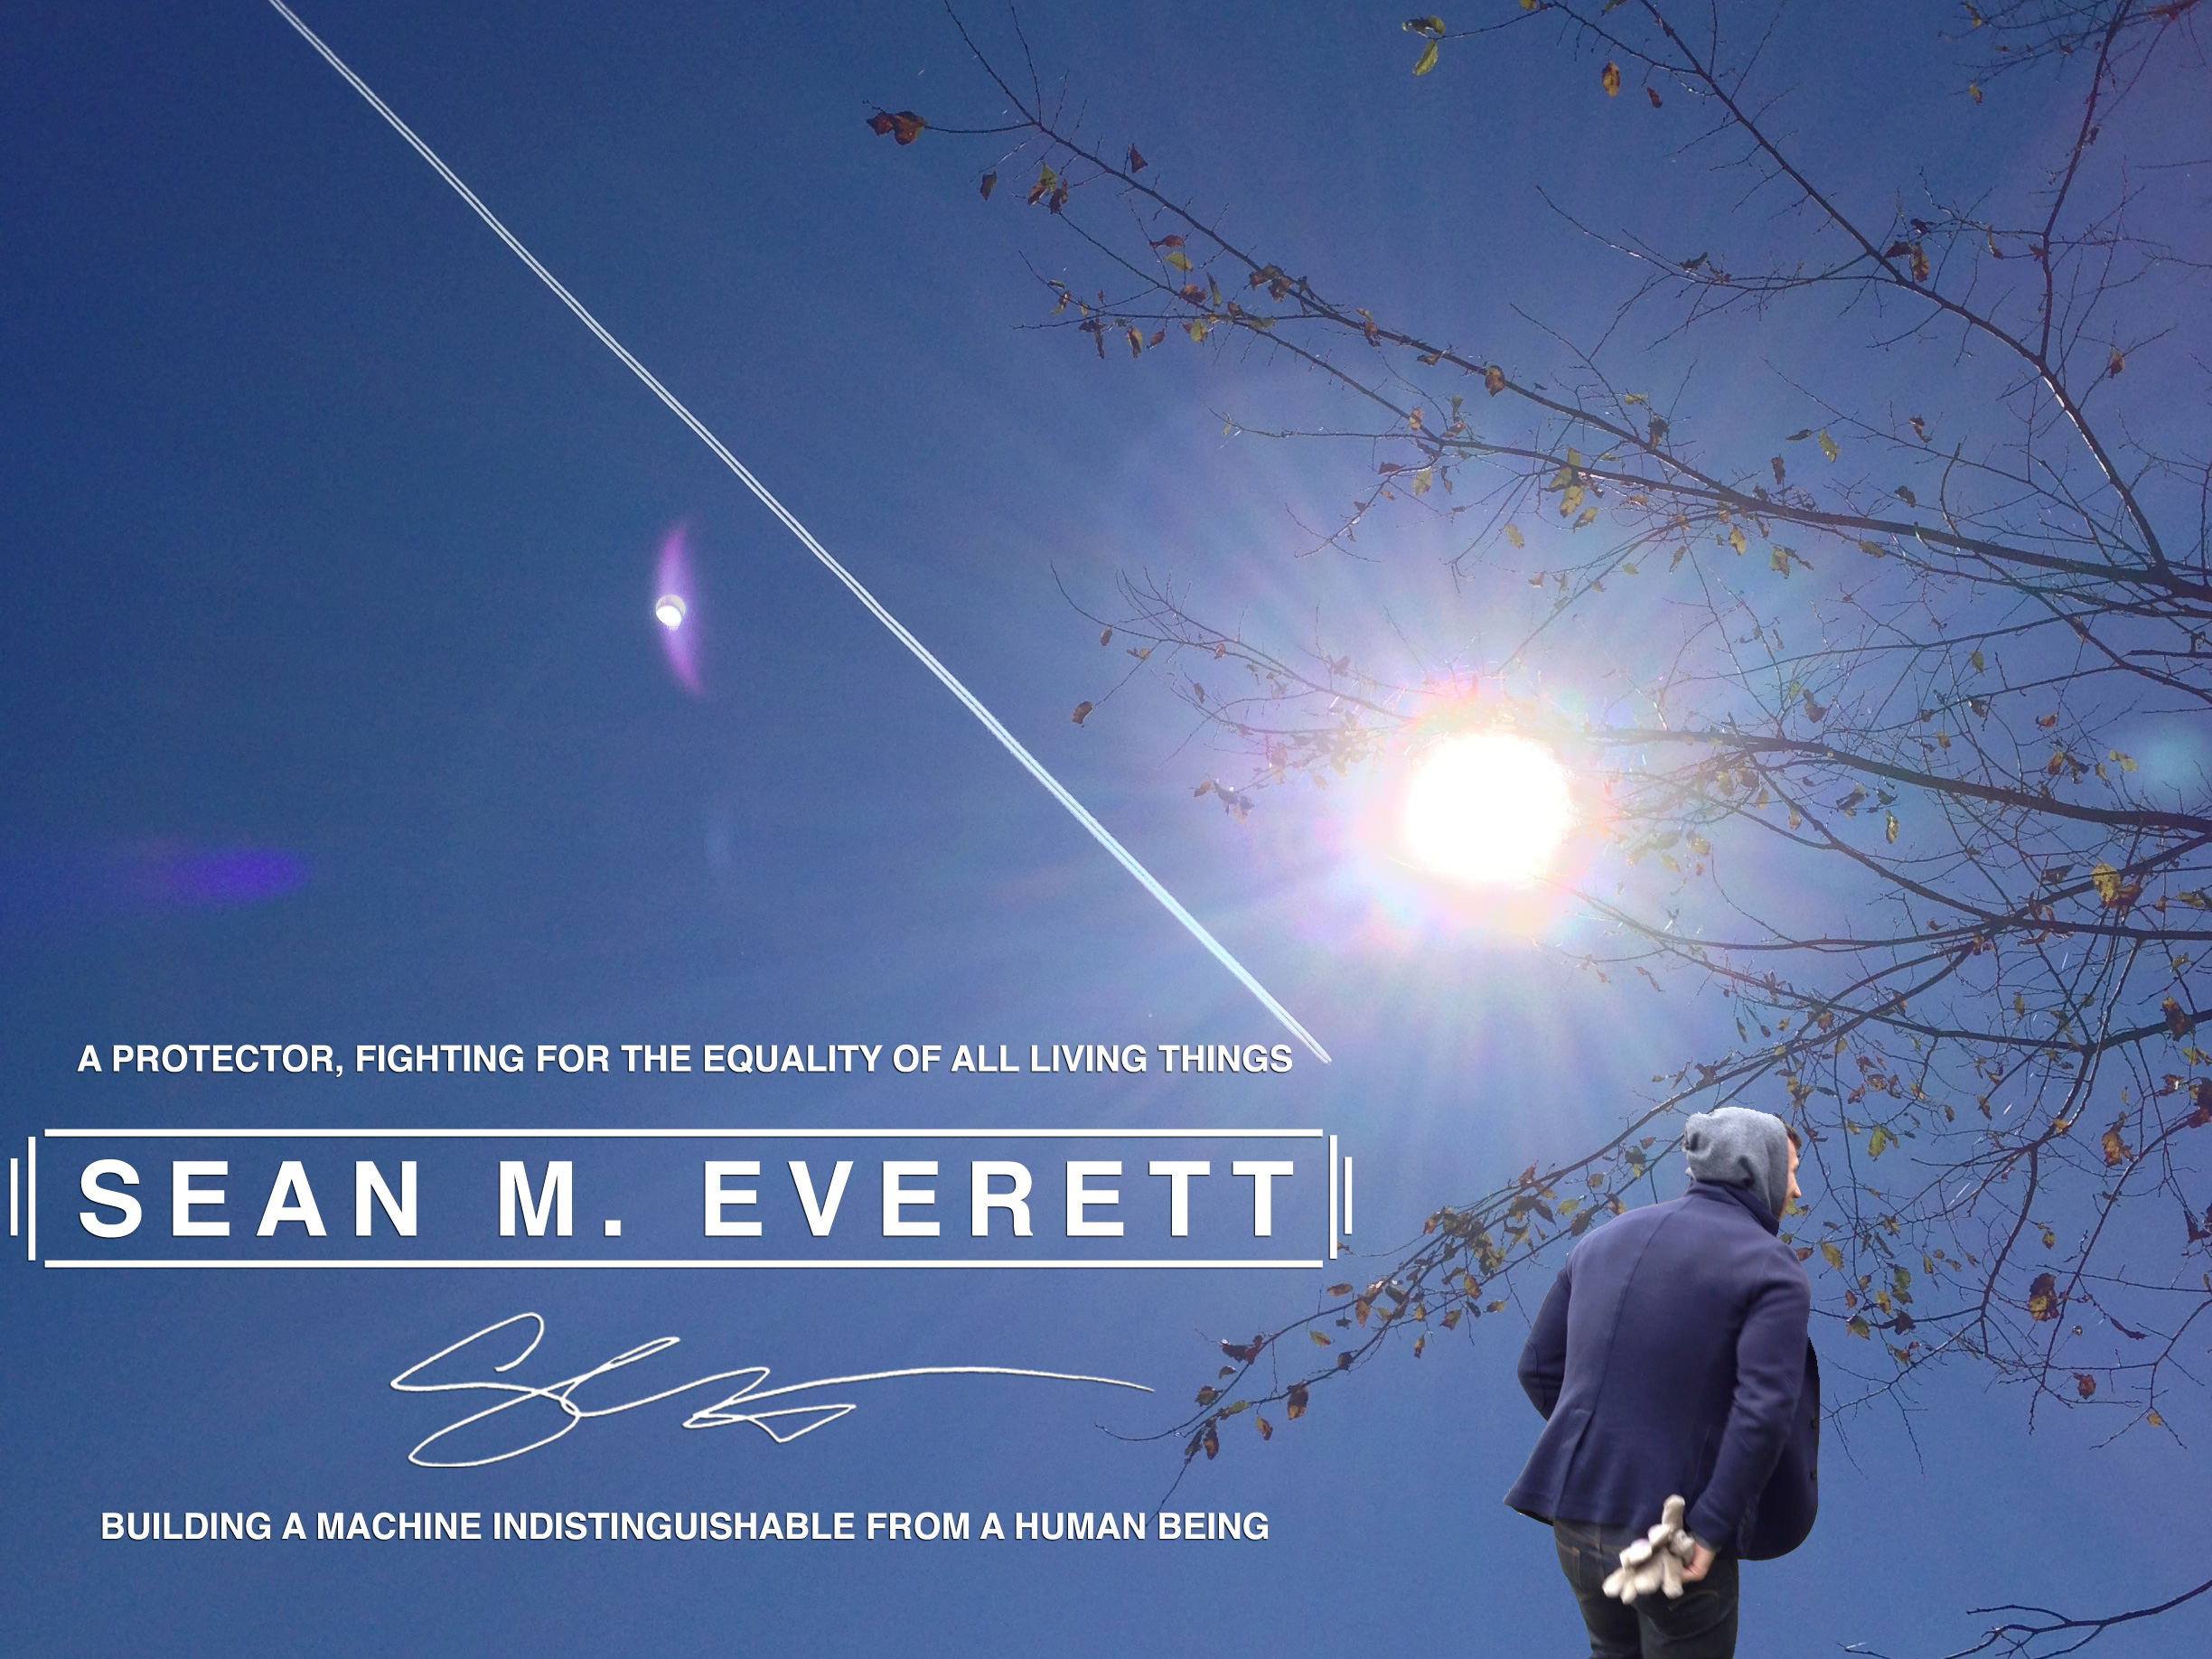 A PROTECTOR, FIGHTING FOR THE EQUALITY OF ALL LIVING THINGS
SEAN M. EVERETT
BUILDING A MACHINE INDISTINGUISHABLE FROM A HUMAN BEING